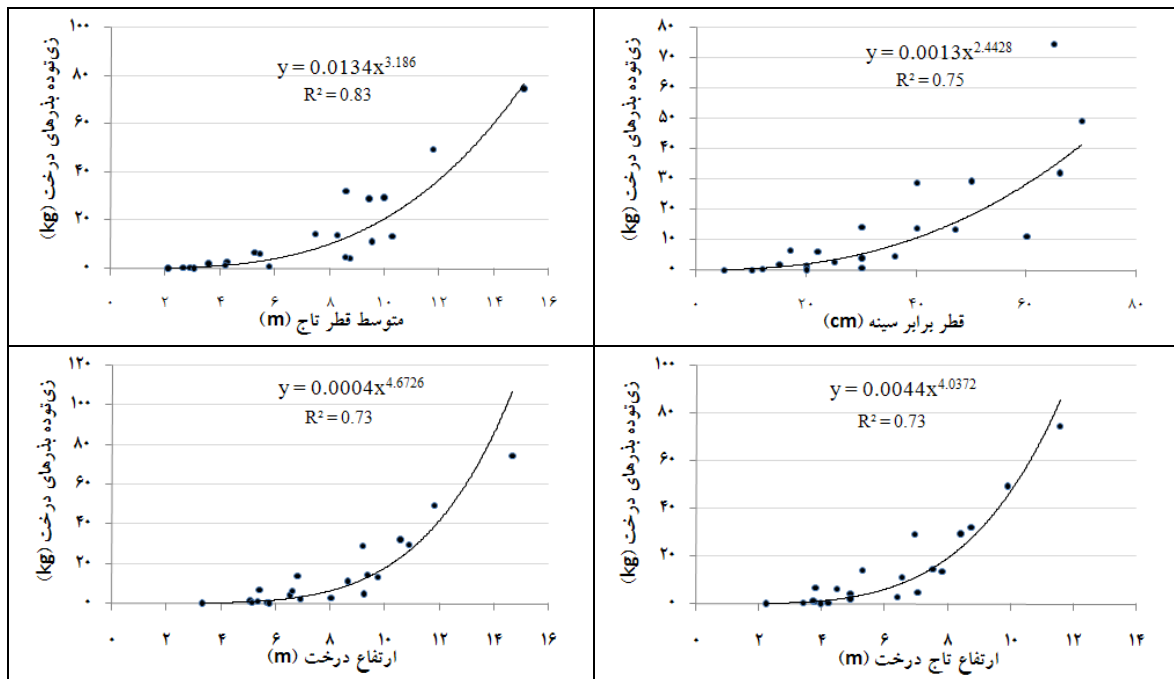 ۱۰۰
۸۰
۶۰
۴۰
۲۰
۰
زی‌توده بذرهای درخت (kg)
y = 0.0134x^3.186
R² = 0.83
۰ ۲ ۴ ۶ ۸ ۱۰ ۱۲ ۱۴ ۱۶
متوسط قطر تاج (m)
۸۰
۷۰
۶۰
۵۰
۴۰
۳۰
۲۰
۱۰
۰
زی‌توده بذرهای درخت (kg)
y = 0.0013x^2.4428
R² = 0.75
۰ ۲۰ ۴۰ ۶۰ ۸۰
قطر برابر سینه (cm)
۱۲۰
۱۰۰
۸۰
۶۰
۴۰
۲۰
۰
زی‌توده بذرهای درخت (kg)
y = 0.0004x^4.6726
R² = 0.73
۰ ۲ ۴ ۶ ۸ ۱۰ ۱۲ ۱۴ ۱۶
ارتفاع درخت (m)
۱۰۰
۸۰
۶۰
۴۰
۲۰
۰
زی‌توده بذرهای درخت (kg)
y = 0.0044x^4.0372
R² = 0.73
۰ ۲ ۴ ۶ ۸ ۱۰ ۱۲ ۱۴
ارتفاع تاج درخت (m)